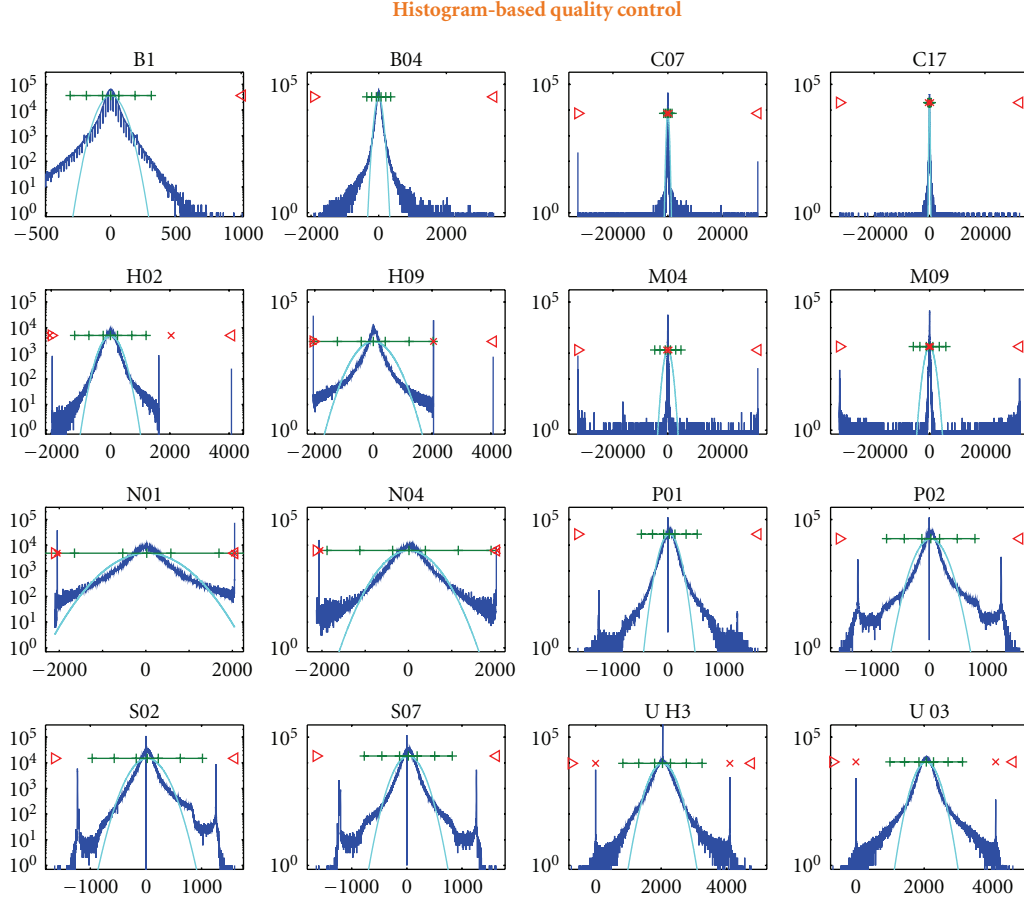 Histogram-based quality control
B1 B04 C07 C17
10⁵ 10⁴ 10³ 10² 10¹ 10⁰ 10⁵ 10⁰ 10⁵ 10⁰ 10⁵ 10⁰
−500 0 500 1000 −2000 0 2000 −20000 0 20000 −20000 0 20000
H02 H09 M04 M09
10⁵ 10⁴ 10³ 10² 10¹ 10⁰ 10⁵ 10⁰ 10⁵ 10⁰ 10⁵ 10⁰
−2000 0 2000 4000 −2000 0 2000 4000 −20000 0 20000 −20000 0 20000
N01 N04 P01 P02
10⁵ 10⁴ 10³ 10² 10¹ 10⁰ 10⁵ 10⁰ 10⁵ 10⁰ 10⁵ 10⁰
−2000 0 2000 −2000 0 2000 −1000 0 1000 −1000 0 1000
S02 S07 U H3 U 03
10⁵ 10⁴ 10³ 10² 10¹ 10⁰ 10⁵ 10⁰ 10⁵ 10⁰ 10⁵ 10⁰
−1000 0 1000 −1000 0 1000 0 2000 4000 0 2000 4000